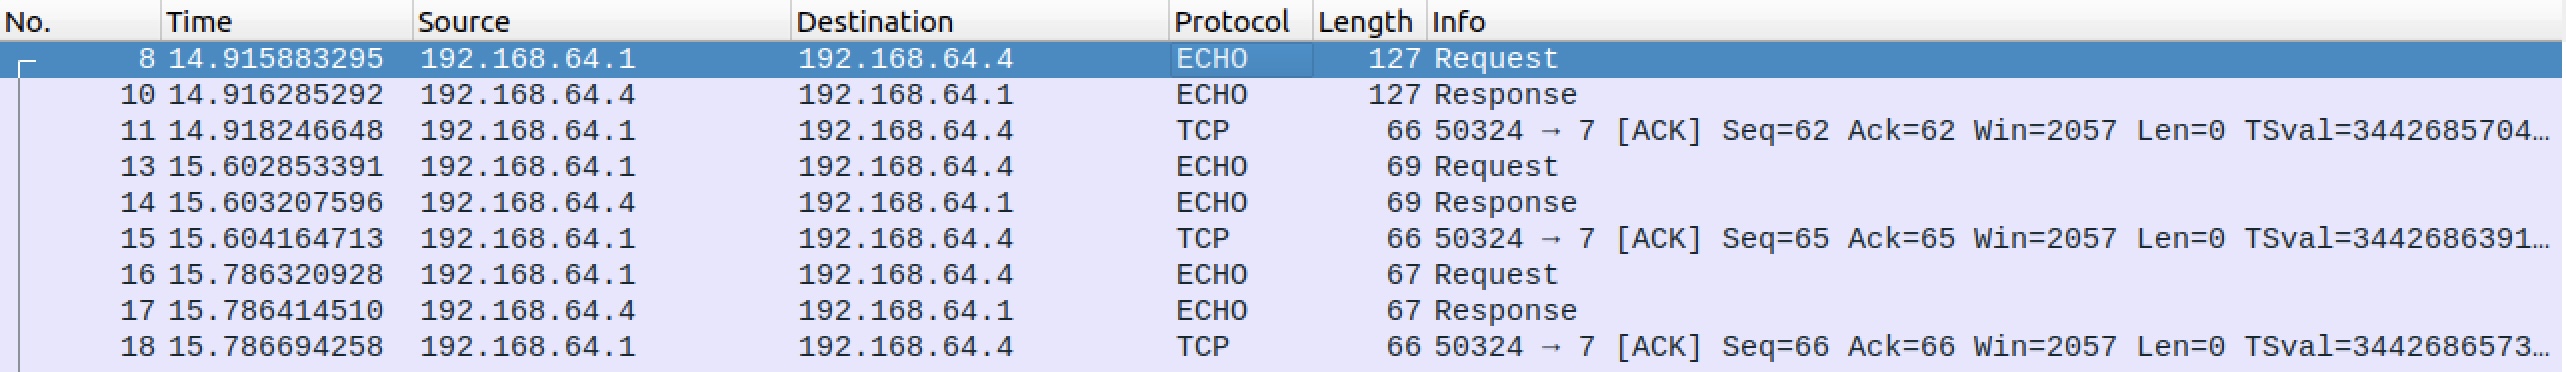 No. Time Source Destination Protocol Length Info
8 14.915883295 192.168.64.1 192.168.64.4 ECHO 127 Request
10 14.916285292 192.168.64.4 192.168.64.1 ECHO 127 Response
11 14.918246648 192.168.64.1 192.168.64.4 TCP 66 50324 → 7 [ACK] Seq=62 Ack=62 Win=2057 Len=0 TSval=3442685704…
13 15.602853391 192.168.64.1 192.168.64.4 ECHO 69 Request
14 15.603207596 192.168.64.4 192.168.64.1 ECHO 69 Response
15 15.604164713 192.168.64.1 192.168.64.4 TCP 66 50324 → 7 [ACK] Seq=65 Ack=65 Win=2057 Len=0 TSval=3442686391…
16 15.786320928 192.168.64.1 192.168.64.4 ECHO 67 Request
17 15.786414510 192.168.64.4 192.168.64.1 ECHO 67 Response
18 15.786694258 192.168.64.1 192.168.64.4 TCP 66 50324 → 7 [ACK] Seq=66 Ack=66 Win=2057 Len=0 TSval=3442686573…